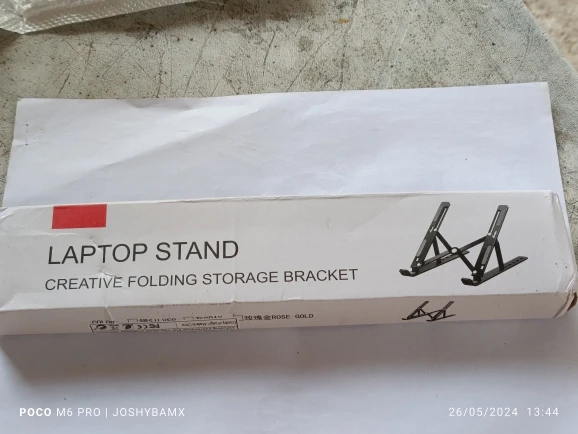 LAPTOP STAND
CREATIVE FOLDING STORAGE BRACKET
玫瑰金ROSE GOLD
POCO M6 PRO | JOSHYBAMX
26/05/2024 13:44